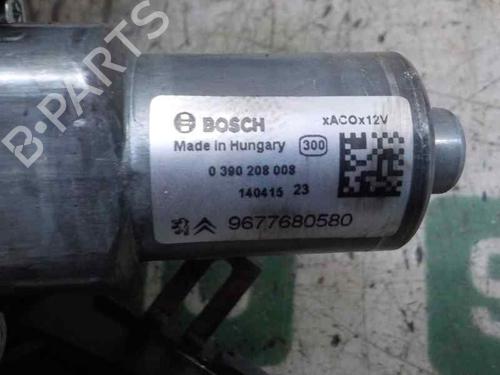 B-PARTS
BOSCH
xACOx12V
Made in Hungary 300
0 390 208 008
140415 23
9677680580